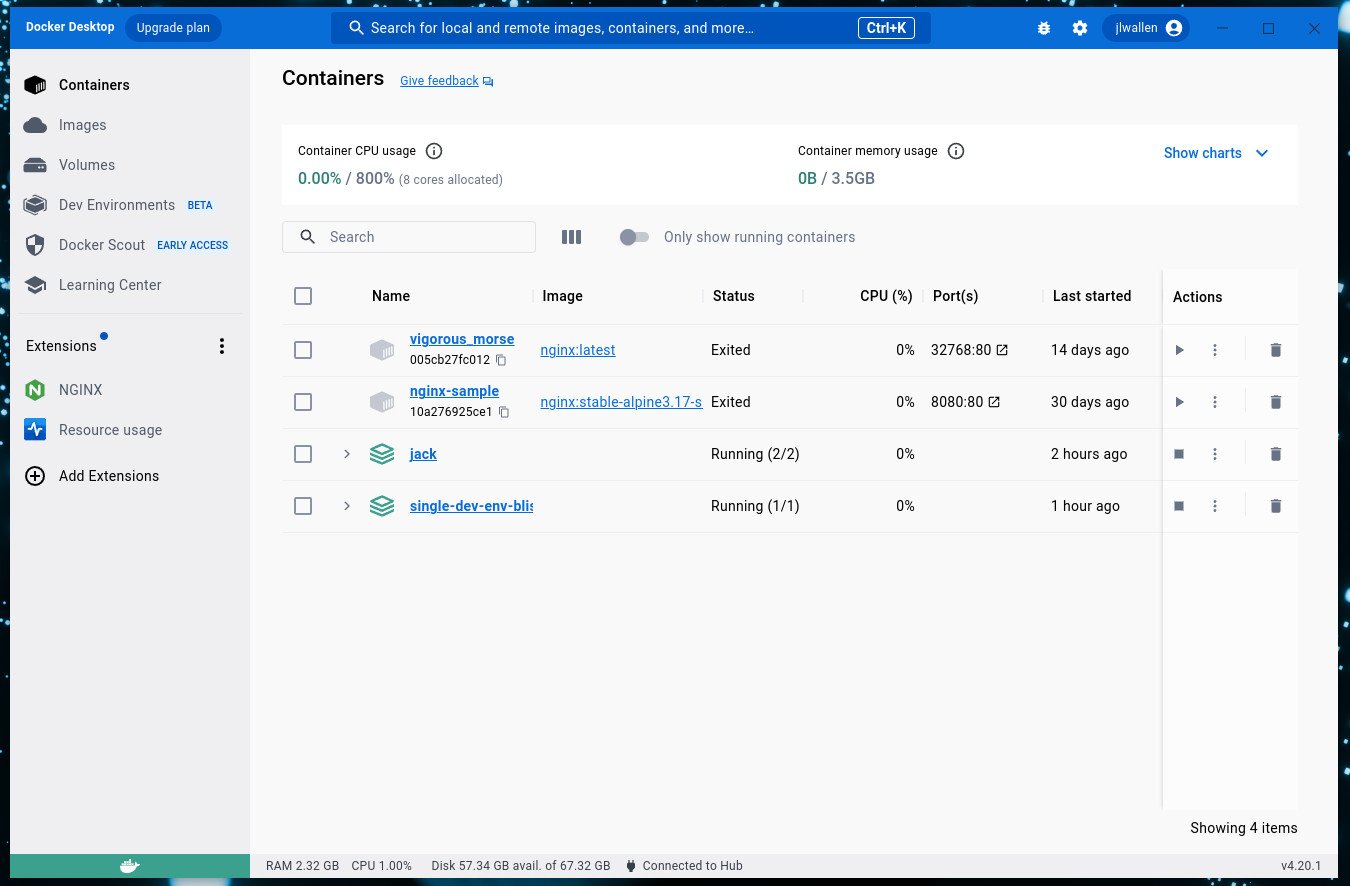 Docker Desktop Upgrade plan Search for local and remote images, containers, and more... Ctrl+K jlwallen
Containers
Images
Volumes
Dev Environments BETA
Docker Scout EARLY ACCESS
Learning Center
Extensions
NGINX
Resource usage
Add Extensions
Containers Give feedback
Container CPU usage Container memory usage Show charts
0.00% / 800% (8 cores allocated) 0B / 3.5GB
Search Only show running containers
Name Image Status CPU (%) Port(s) Last started Actions
vigorous_morse nginx:latest Exited 0% 32768:80 14 days ago
005cb27fc012
nginx-sample nginx:stable-alpine3.17-s Exited 0% 8080:80 30 days ago
10a276925ce1
jack Running (2/2) 0% 2 hours ago
single-dev-env-blis Running (1/1) 0% 1 hour ago
Showing 4 items
RAM 2.32 GB CPU 1.00% Disk 57.34 GB avail. of 67.32 GB Connected to Hub v4.20.1